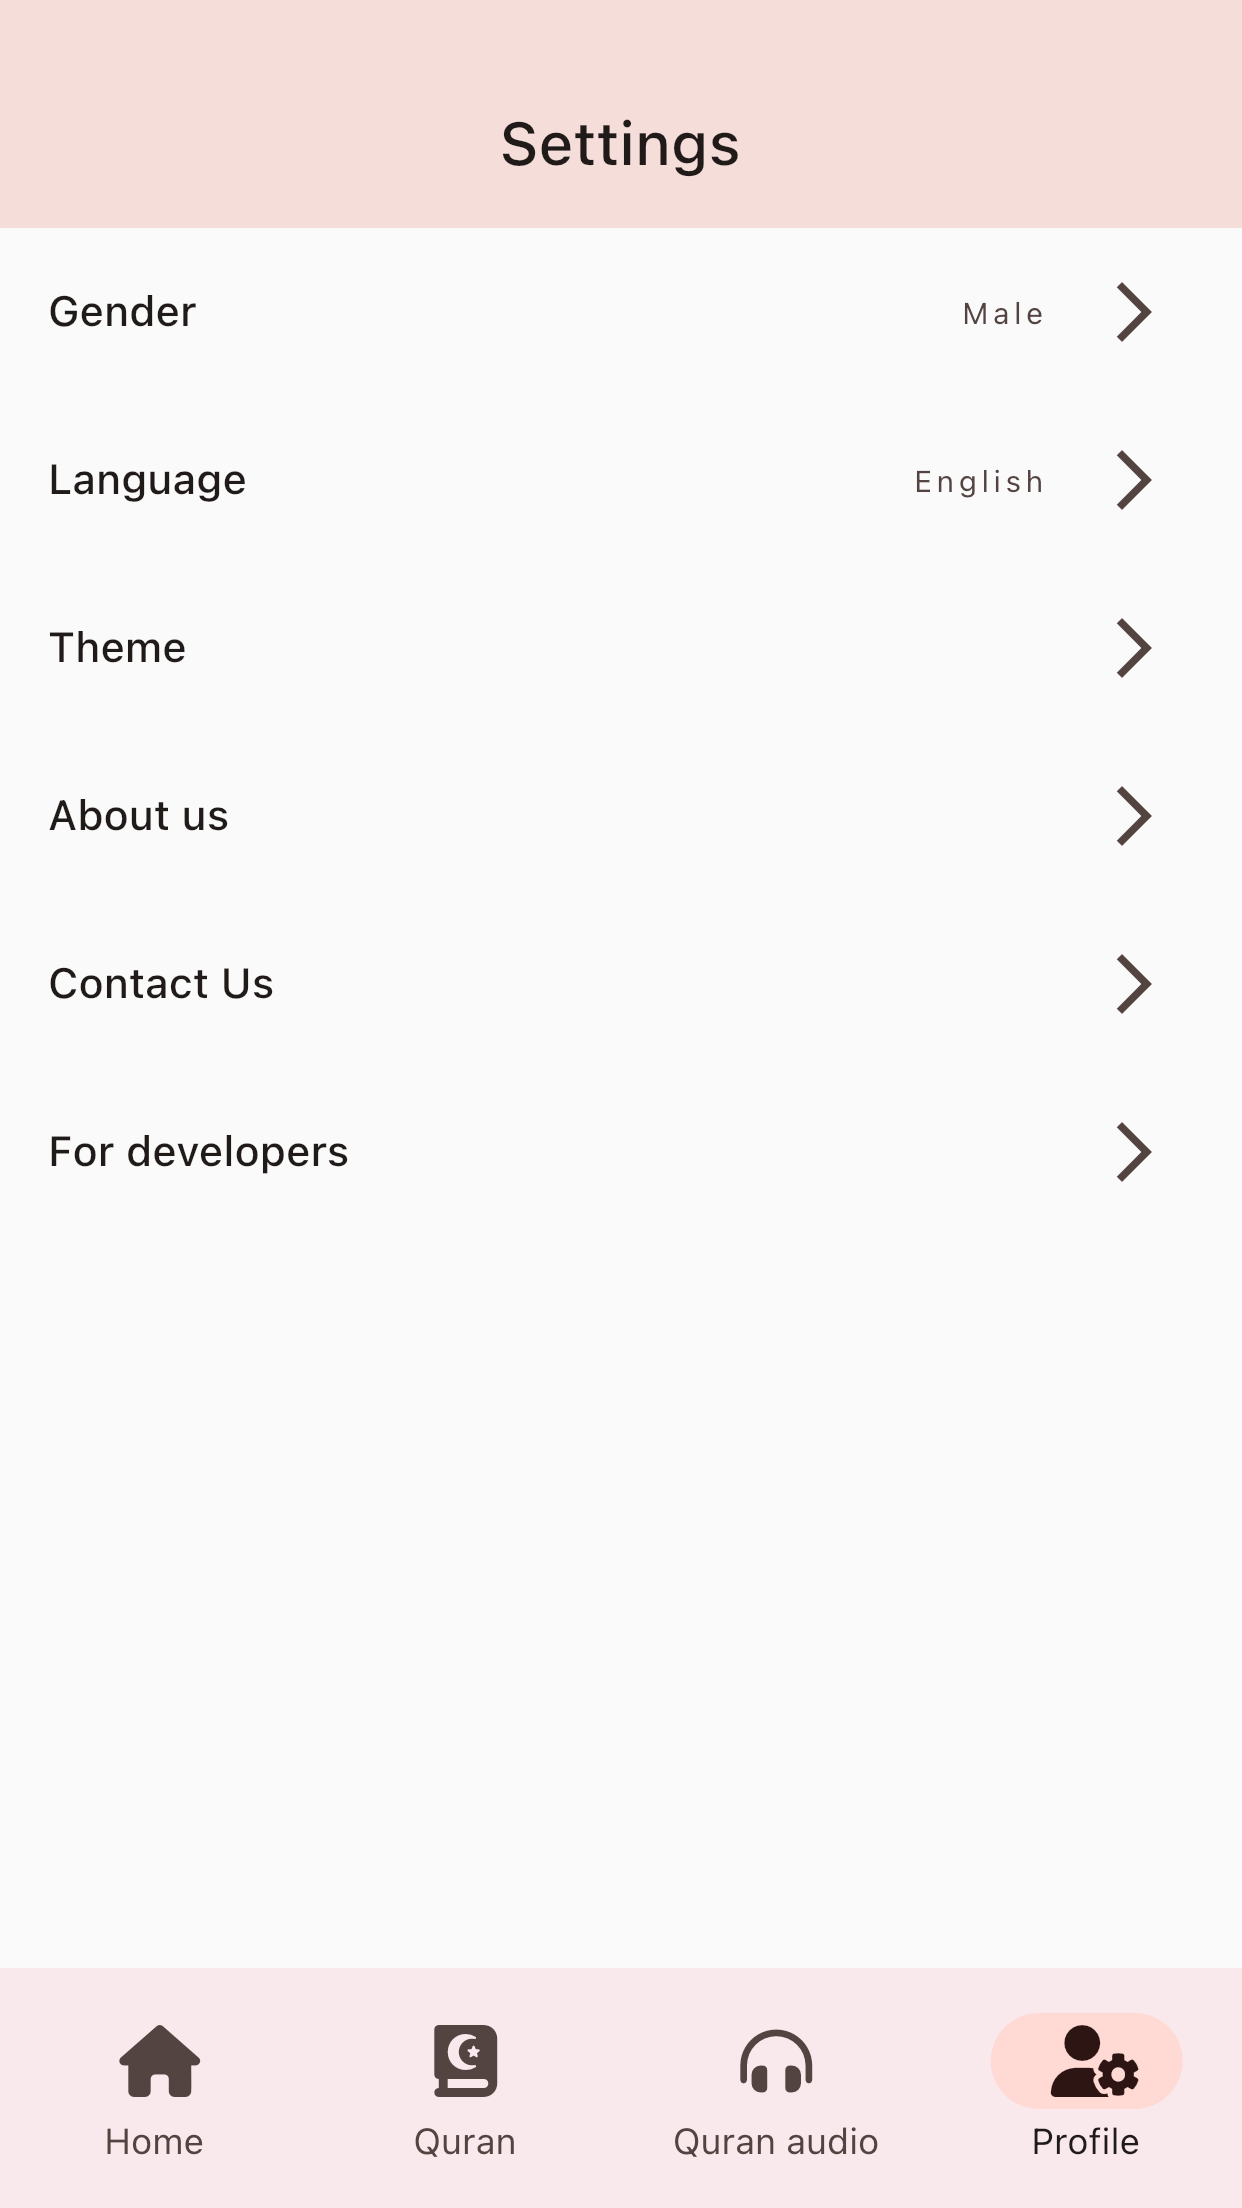 Settings
Gender Male
Language English
Theme
About us
Contact Us
For developers
Home Quran Quran audio Profile